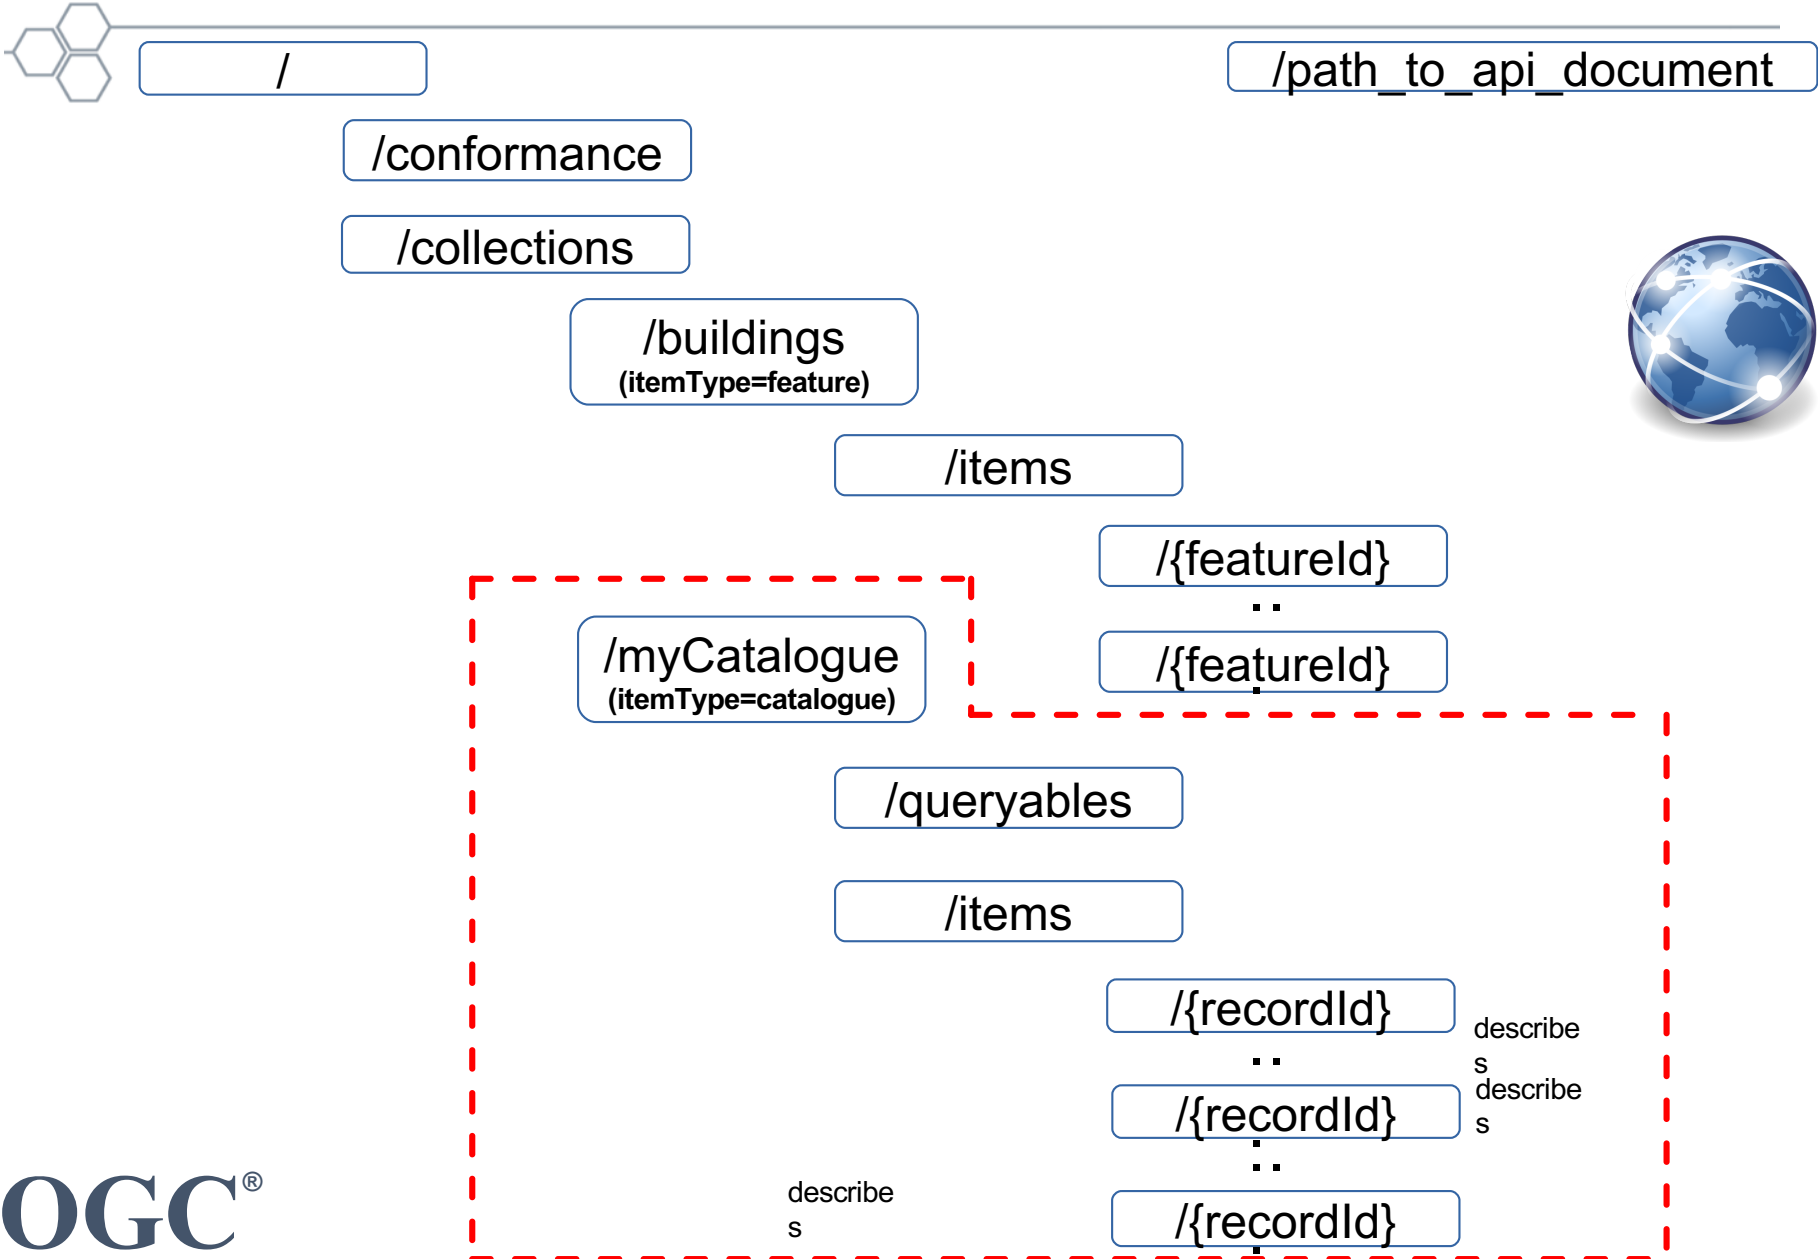 /
/path_to_api_document
/conformance
/collections
/buildings
(itemType=feature)
/items
/{featureId}
..
/{featureId}
.
/myCatalogue
(itemType=catalogue)
/queryables
/items
/{recordId}
describe
s
..
/{recordId}
describe
s
.
..
/{recordId}
.
describe
s
OGC®